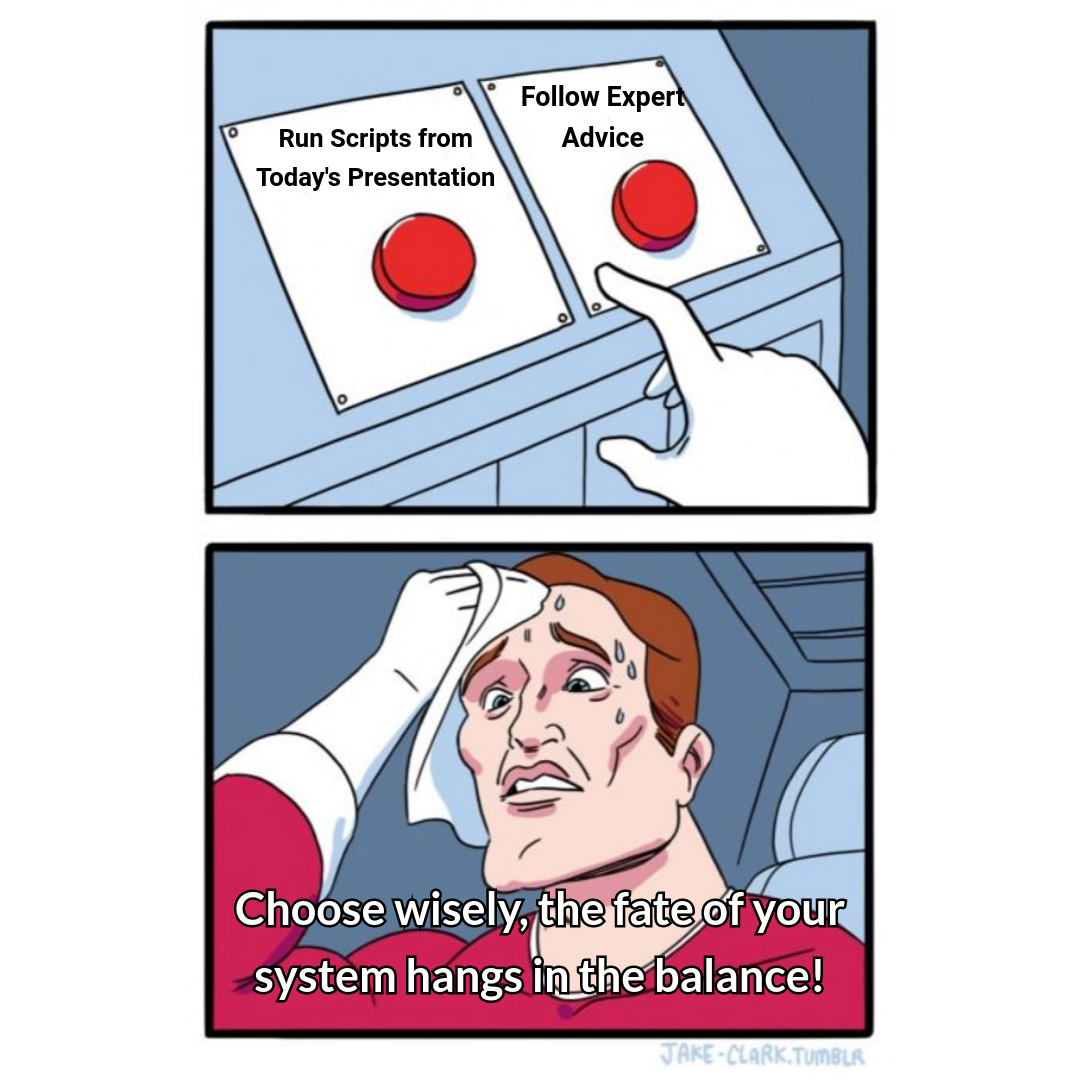 Run Scripts from
Today's Presentation
Follow Expert
Advice
Choose wisely, the fate of your
system hangs in the balance!
JAKE-CLARK.TUMBLR